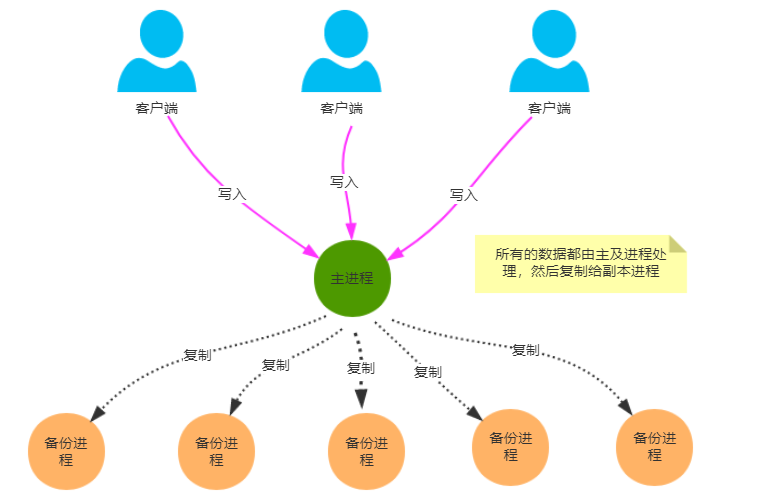 客户端
客户端
客户端
写入
写入
写入
主进程
所有的数据都由主及进程处
理，然后复制给副本进程
复制
复制
复制
复制
复制
备份进
程
备份进
程
备份进
程
备份进
程
备份进
程